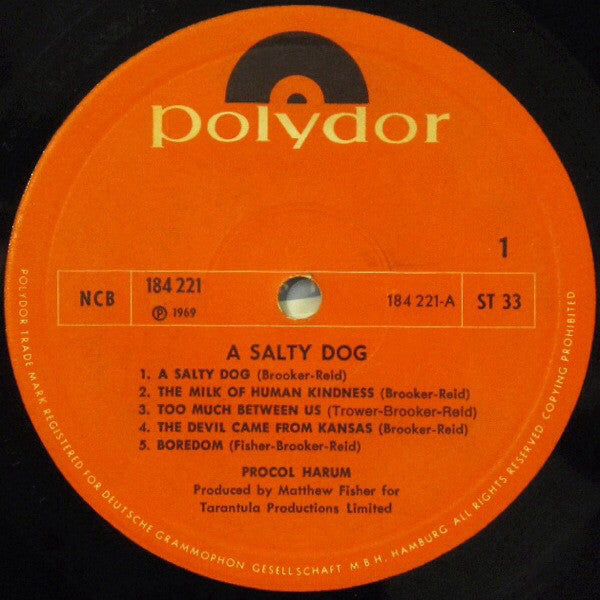 polydor
1
NCB
184 221
℗ 1969
184 221-A
ST 33
A SALTY DOG
1. A SALTY DOG (Brooker-Reid)
2. THE MILK OF HUMAN KINDNESS (Brooker-Reid)
3. TOO MUCH BETWEEN US (Trower-Brooker-Reid)
4. THE DEVIL CAME FROM KANSAS (Brooker-Reid)
5. BOREDOM (Fisher-Brooker-Reid)
PROCOL HARUM
Produced by Matthew Fisher for
Tarantula Productions Limited
POLYDOR TRADE MARK REGISTERED FOR DEUTSCHE GRAMMOPHON GESELLSCHAFT M.B.H. HAMBURG. ALL RIGHTS RESERVED. COPYING PROHIBITED